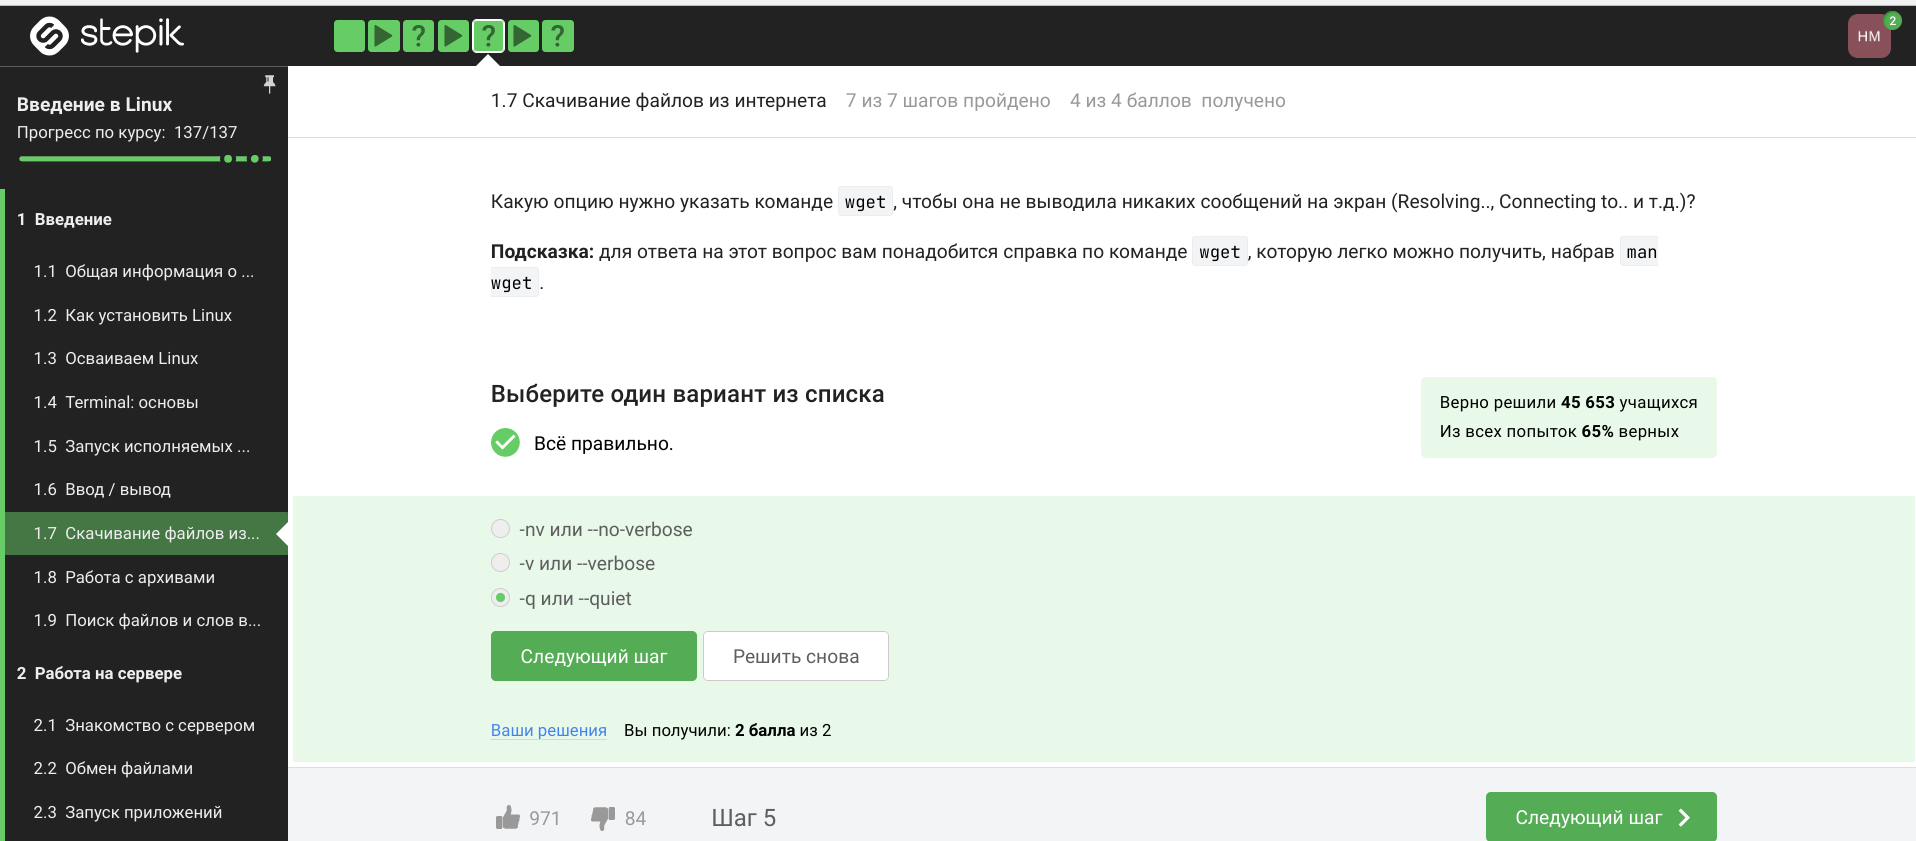 stepik
? ? ?
НМ
2
Введение в Linux
Прогресс по курсу: 137/137
1 Введение
1.1 Общая информация о ...
1.2 Как установить Linux
1.3 Осваиваем Linux
1.4 Terminal: основы
1.5 Запуск исполняемых ...
1.6 Ввод / вывод
1.7 Скачивание файлов из...
1.8 Работа с архивами
1.9 Поиск файлов и слов в...
2 Работа на сервере
2.1 Знакомство с сервером
2.2 Обмен файлами
2.3 Запуск приложений
1.7 Скачивание файлов из интернета 7 из 7 шагов пройдено 4 из 4 баллов получено
Какую опцию нужно указать команде wget, чтобы она не выводила никаких сообщений на экран (Resolving.., Connecting to.. и т.д.)?
Подсказка: для ответа на этот вопрос вам понадобится справка по команде wget, которую легко можно получить, набрав man
wget.
Выберите один вариант из списка
Всё правильно.
Верно решили 45 653 учащихся
Из всех попыток 65% верных
-nv или --no-verbose
-v или --verbose
-q или --quiet
Следующий шаг Решить снова
Ваши решения Вы получили: 2 балла из 2
971 84 Шаг 5 Следующий шаг